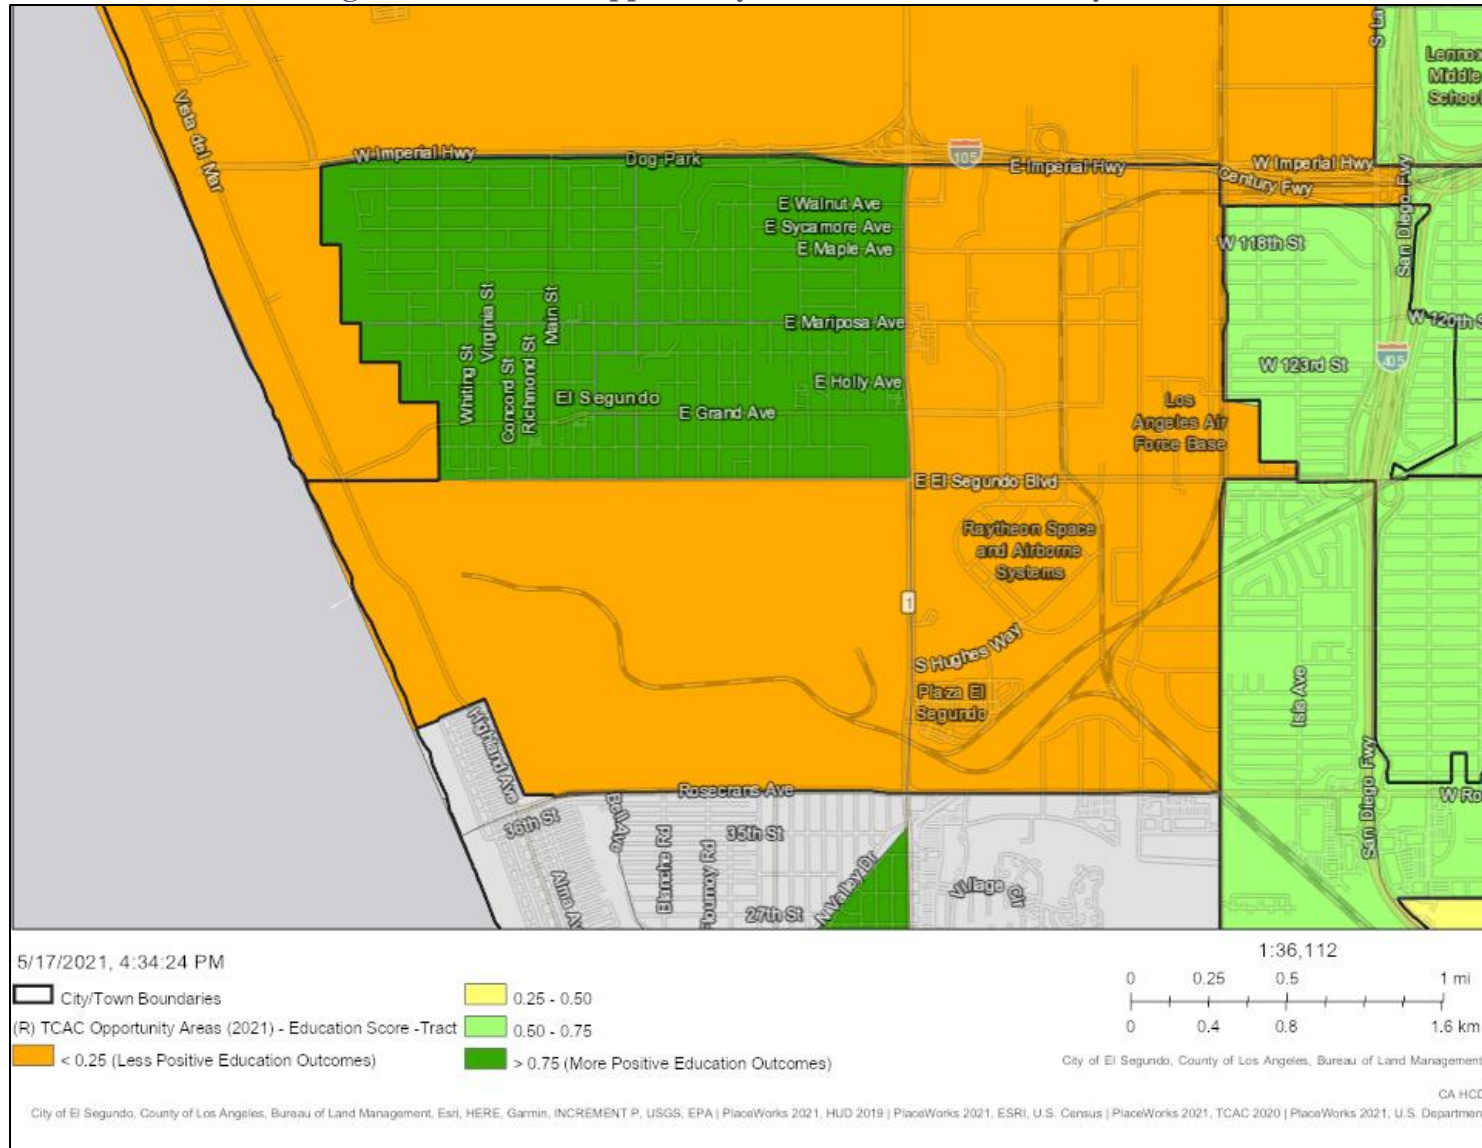 S La
Lennox
Middle
School
Vista del Mar
W Imperial Hwy
Dog Park
105
E Imperial Hwy
W Imperial Hwy
Century Fwy
San Diego Fwy
E Walnut Ave
E Sycamore Ave
E Maple Ave
W 118th St
Virginia St
Main St
E Mariposa Ave
W 120th S
Whiting St
Concord St
Richmond St
W 123rd St
405
E Holly Ave
El Segundo
E Grand Ave
Los
Angeles Air
Force Base
E El Segundo Blvd
Raytheon Space
and Airborne
Systems
1
S Hughes Way
Plaza El
Segundo
Isis Ave
Highland Ave
San Diego Fwy
Rosecrans Ave
W Ro
36th St
Bell Ave
Blanche Rd
Flournoy Rd
35th St
N Valley Dr
Village Cir
Alma Av
27th St
5/17/2021, 4:34:24 PM
City/Town Boundaries
(R) TCAC Opportunity Areas (2021) - Education Score -Tract
< 0.25 (Less Positive Education Outcomes)
0.25 - 0.50
0.50 - 0.75
> 0.75 (More Positive Education Outcomes)
1:36,112
0 0.25 0.5 1 mi
0 0.4 0.8 1.6 km
City of El Segundo, County of Los Angeles, Bureau of Land Management
CA HCD
City of El Segundo, County of Los Angeles, Bureau of Land Management, Esri, HERE, Garmin, INCREMENT P, USGS, EPA | PlaceWorks 2021, HUD 2019 | PlaceWorks 2021, ESRI, U.S. Census | PlaceWorks 2021, TCAC 2020 | PlaceWorks 2021, U.S. Departmen